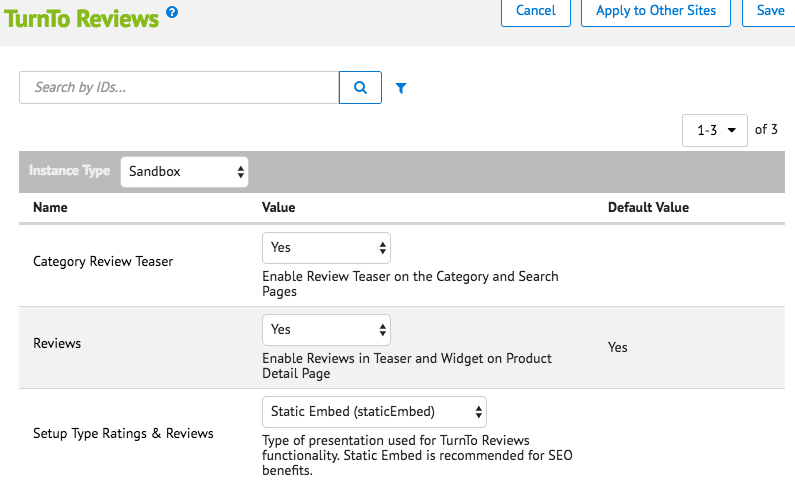 TurnTo Reviews ?
Cancel
Apply to Other Sites
Save
Search by IDs...
1-3
of 3
Instance Type
Sandbox
Name
Value
Default Value
Category Review Teaser
Yes
Enable Review Teaser on the Category and Search
Pages
Reviews
Yes
Enable Reviews in Teaser and Widget on Product
Detail Page
Yes
Setup Type Ratings & Reviews
Static Embed (staticEmbed)
Type of presentation used for TurnTo Reviews
functionality. Static Embed is recommended for SEO
benefits.